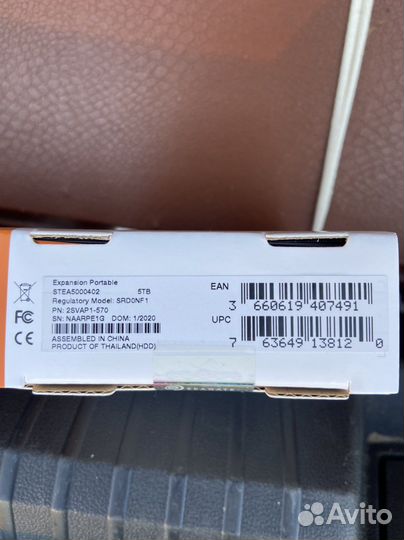 Expansion Portable
STEA5000402 5TB
Regulatory Model: SRD0NF1
PN: 2SVAP1-570
SN: NAARPE1G DOM: 1/2020
ASSEMBLED IN CHINA
PRODUCT OF THAILAND(HDD)
FC
CE
EAN
3 660619 407491
UPC
7 63649 13812 0
Avito